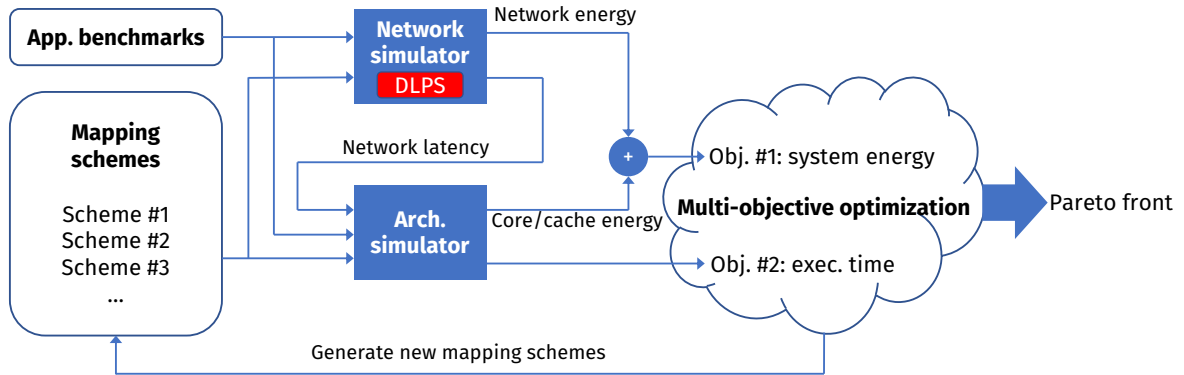 App. benchmarks
Network
simulator
DLPS
Network energy
Mapping
schemes
Scheme #1
Scheme #2
Scheme #3
...
Network latency
+
Arch.
simulator
Core/cache energy
Obj. #1: system energy
Multi-objective optimization
Obj. #2: exec. time
Pareto front
Generate new mapping schemes